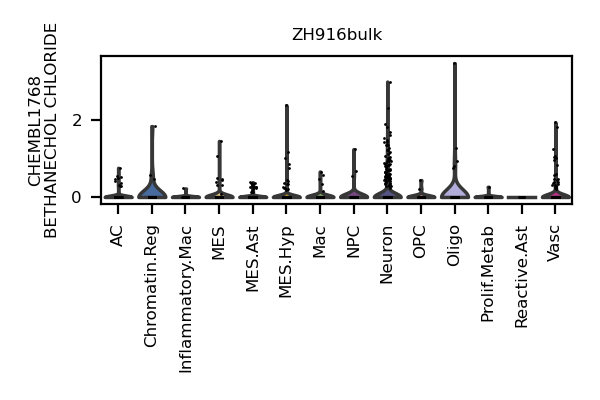 ZH916bulk
CHEMBL1768
BETHANECHOL CHLORIDE
2
0
AC
Chromatin.Reg
Inflammatory.Mac
MES
MES.Ast
MES.Hyp
Mac
NPC
Neuron
OPC
Oligo
Prolif.Metab
Reactive.Ast
Vasc